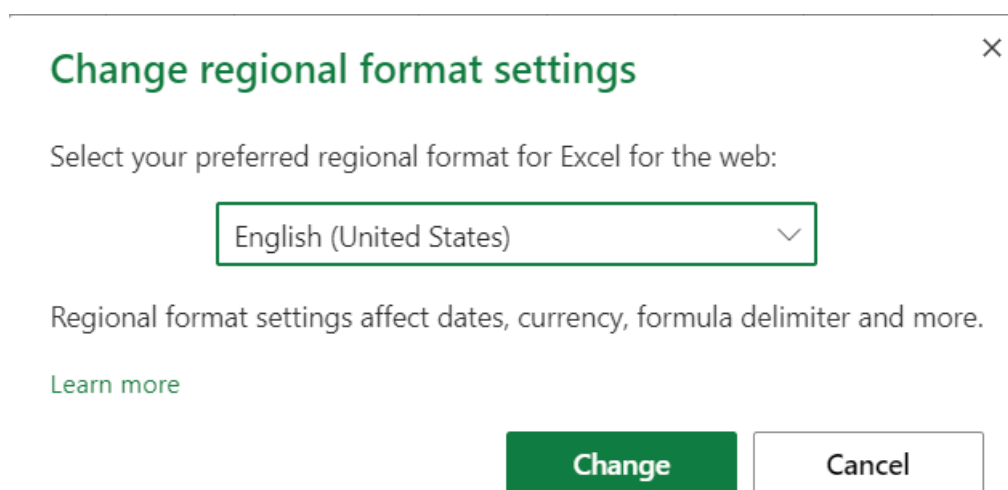 Change regional format settings
Select your preferred regional format for Excel for the web:
English (United States)
Regional format settings affect dates, currency, formula delimiter and more.
Learn more
Change Cancel